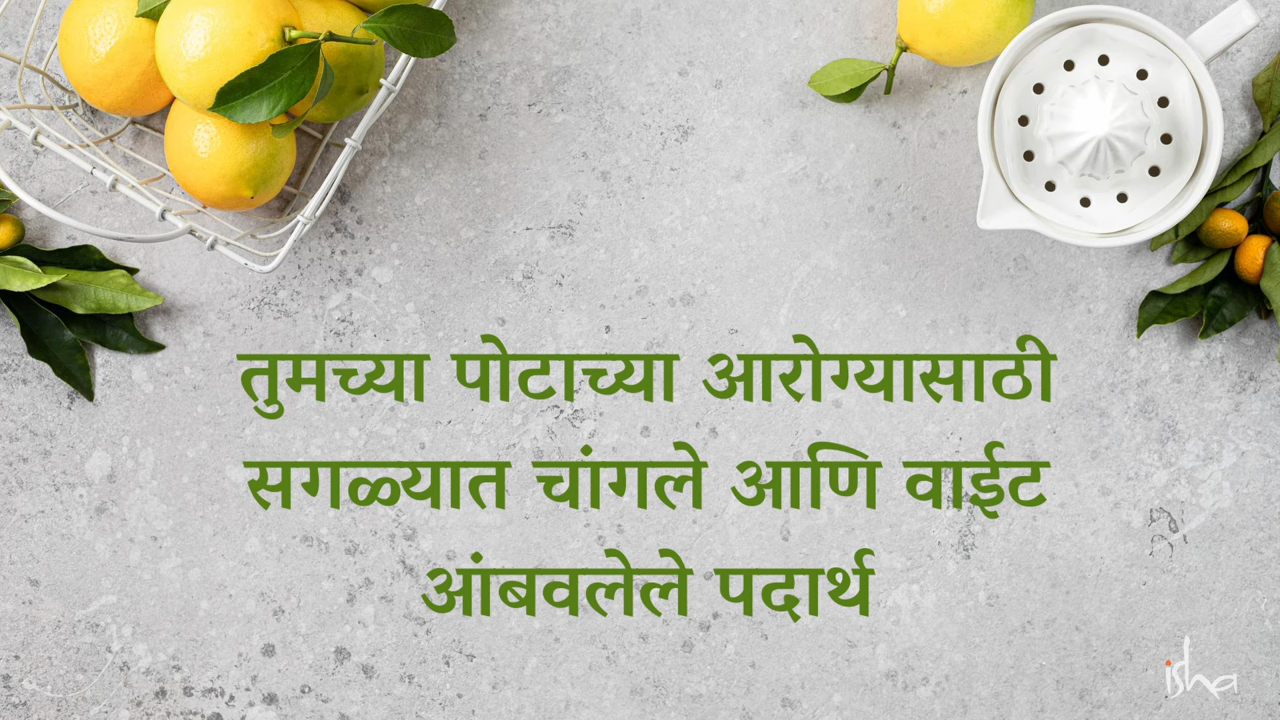 तुमच्या पोटाच्या आरोग्यासाठी
सगळ्यात चांगले आणि वाईट
आंबवलेले पदार्थ
isha